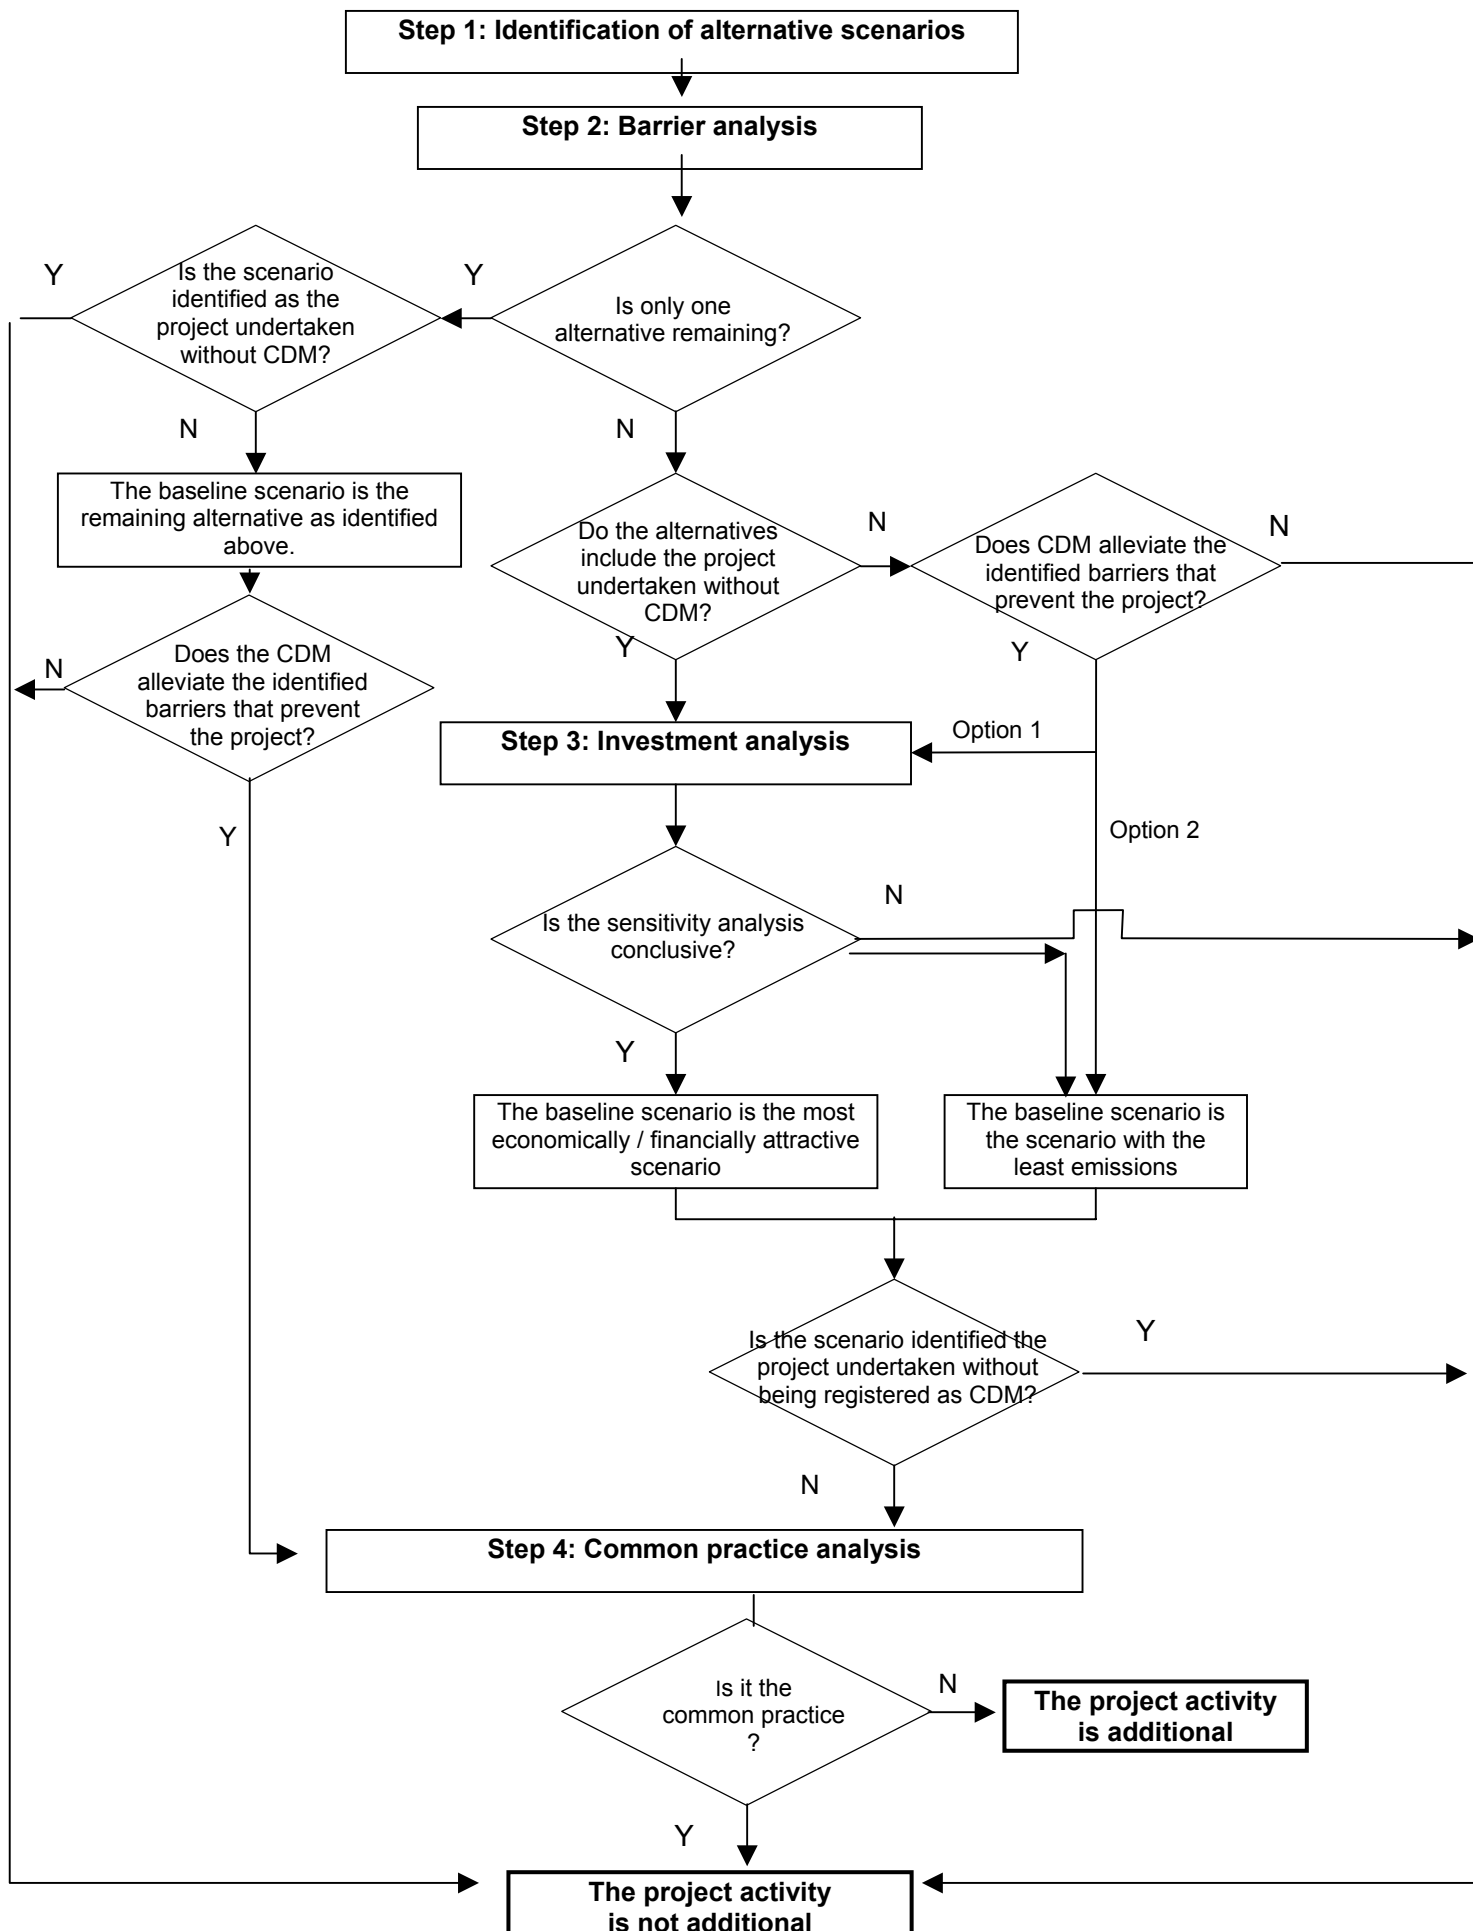 Step 1: Identification of alternative scenarios
Step 2: Barrier analysis
Y
Is the scenario
identified as the
project undertaken
without CDM?
Y
Is only one
alternative remaining?
N
N
The baseline scenario is the
remaining alternative as identified
above.
Do the alternatives
include the project
undertaken without
CDM?
N
Does CDM alleviate the
identified barriers that
prevent the project?
N
Y
Y
N
Does the CDM
alleviate the identified
barriers that prevent
the project?
Step 3: Investment analysis
Option 1
Y
Option 2
Is the sensitivity analysis
conclusive?
N
Y
The baseline scenario is the most
economically / financially attractive
scenario
The baseline scenario is
the scenario with the
least emissions
Is the scenario identified the
project undertaken without
being registered as CDM?
Y
N
Step 4: Common practice analysis
Is it the
common practice
?
N
The project activity
is additional
Y
The project activity
is not additional